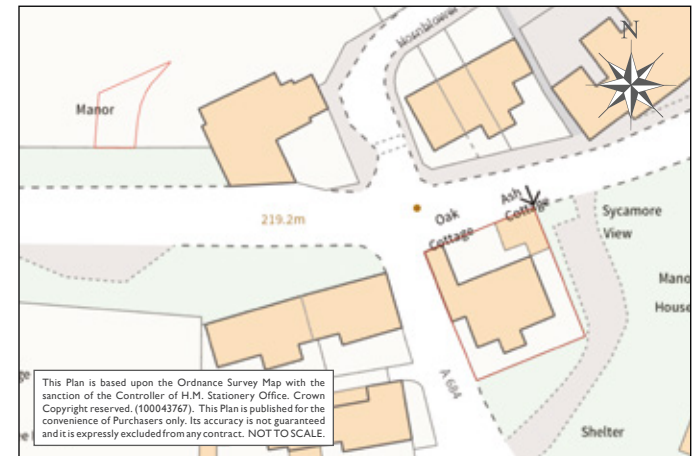 Hornblower
N
Manor
Ash
Cottage
Oak
Cottage
219.2m
Sycamore
View
House
A 684
Shelter
This Plan is based upon the Ordnance Survey Map with the
sanction of the Controller of H.M. Stationery Office. Crown
Copyright reserved. (100043767). This Plan is published for the
convenience of Purchasers only. Its accuracy is not guaranteed
and it is expressly excluded from any contract. NOT TO SCALE.